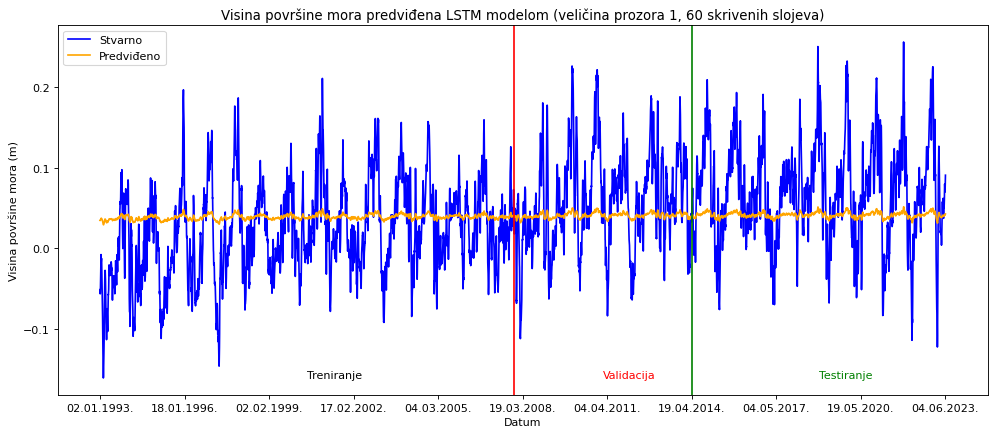 Visina površine mora predviđena LSTM modelom (veličina prozora 1, 60 skrivenih slojeva)
Stvarno
Predviđeno
Visina površine mora (m)
0.2
0.1
0.0
−0.1
Treniranje
Validacija
Testiranje
02.01.1993.
18.01.1996.
02.02.1999.
17.02.2002.
04.03.2005.
19.03.2008.
04.04.2011.
19.04.2014.
04.05.2017.
19.05.2020.
04.06.2023.
Datum